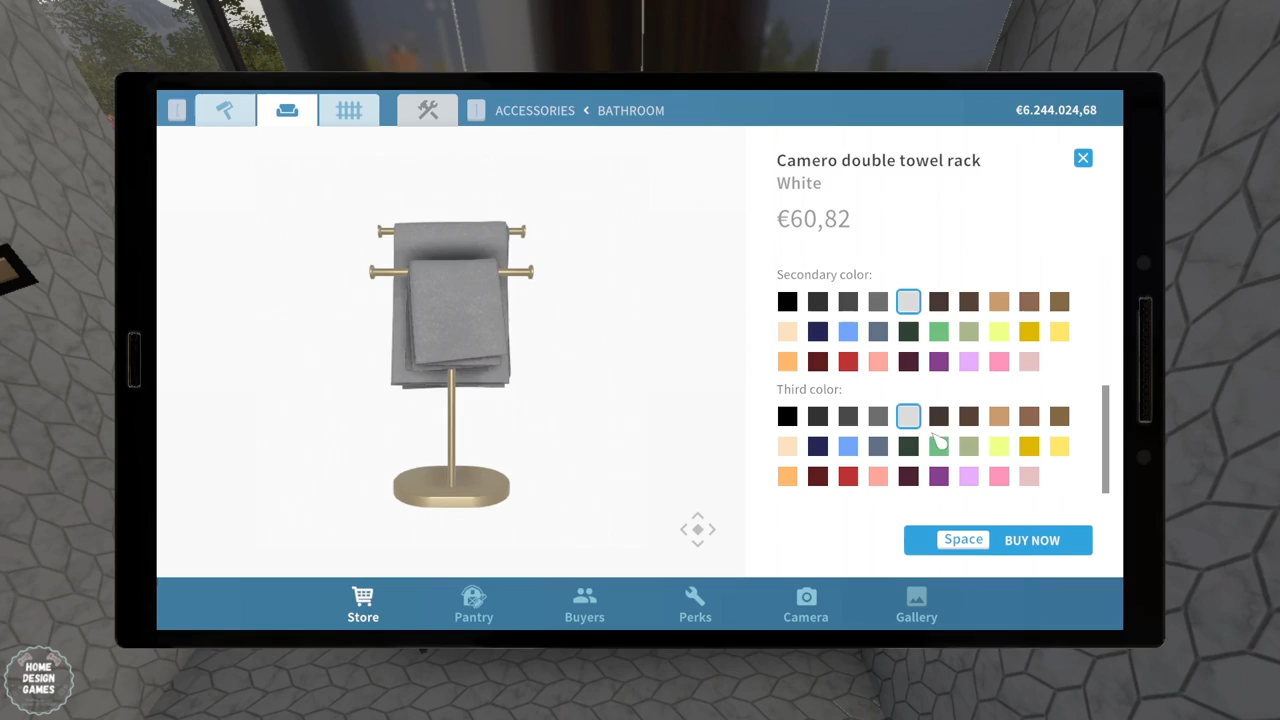 ACCESSORIES < BATHROOM
€6.244.024,68
Camero double towel rack
White
€60,82
Secondary color:
Third color:
Space BUY NOW
Store
Pantry
Buyers
Perks
Camera
Gallery
HOME
DESIGN
GAMES